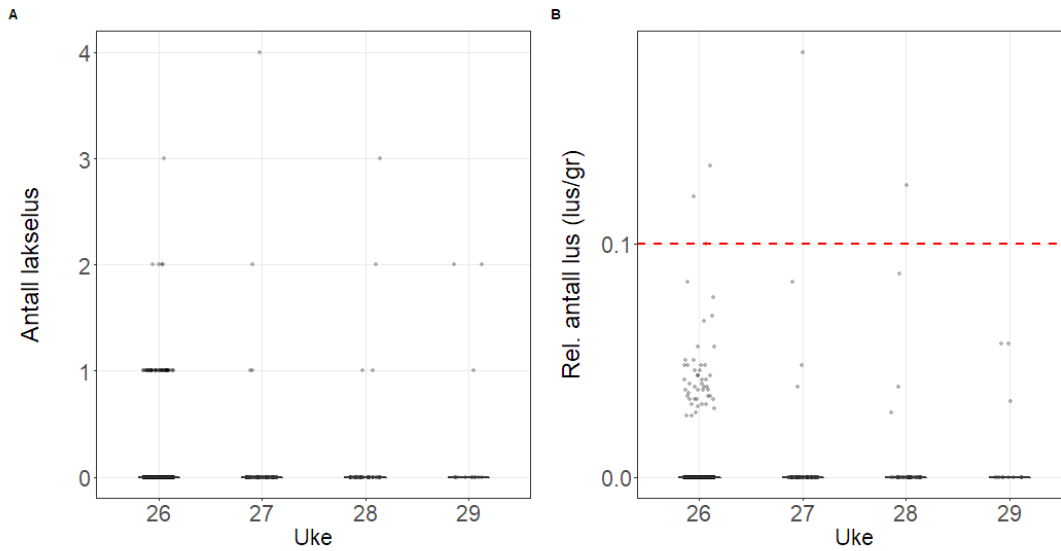 A
Antall lakselus
4
3
2
1
0
26 27 28 29
Uke
B
Rel. antall lus (lus/gr)
0.1
0.0
26 27 28 29
Uke